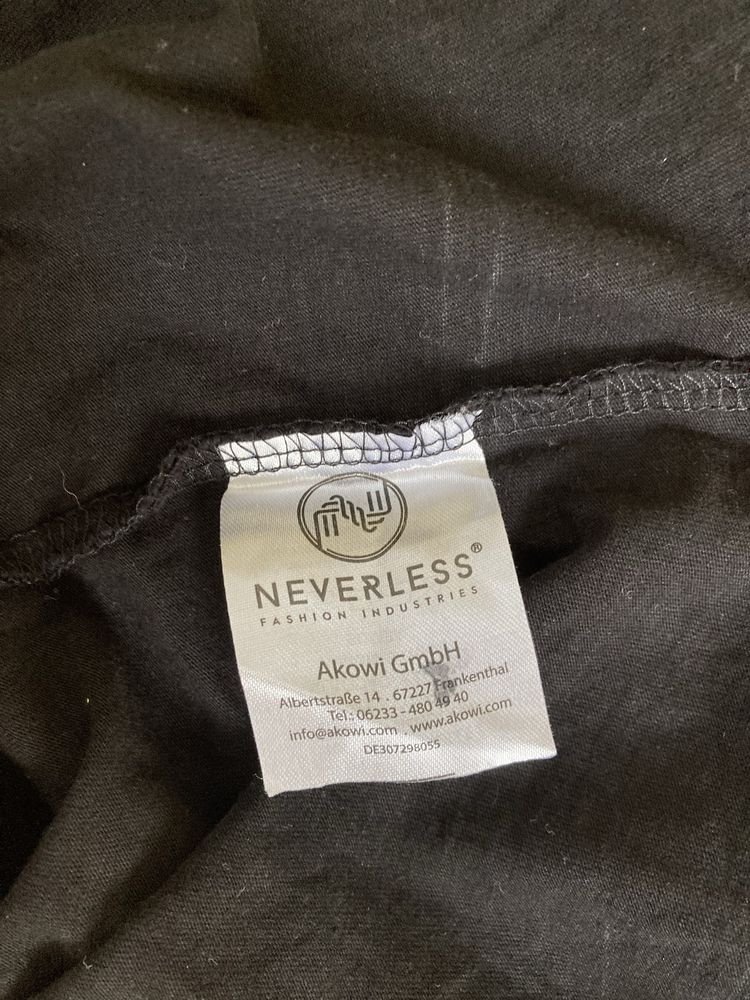 NEVERLESS®
FASHION INDUSTRIES
Akowi GmbH
Albertstraße 14 . 67227 Frankenthal
Tel.: 06233 - 480 49 40
info@akowi.com . www.akowi.com
DE307298055